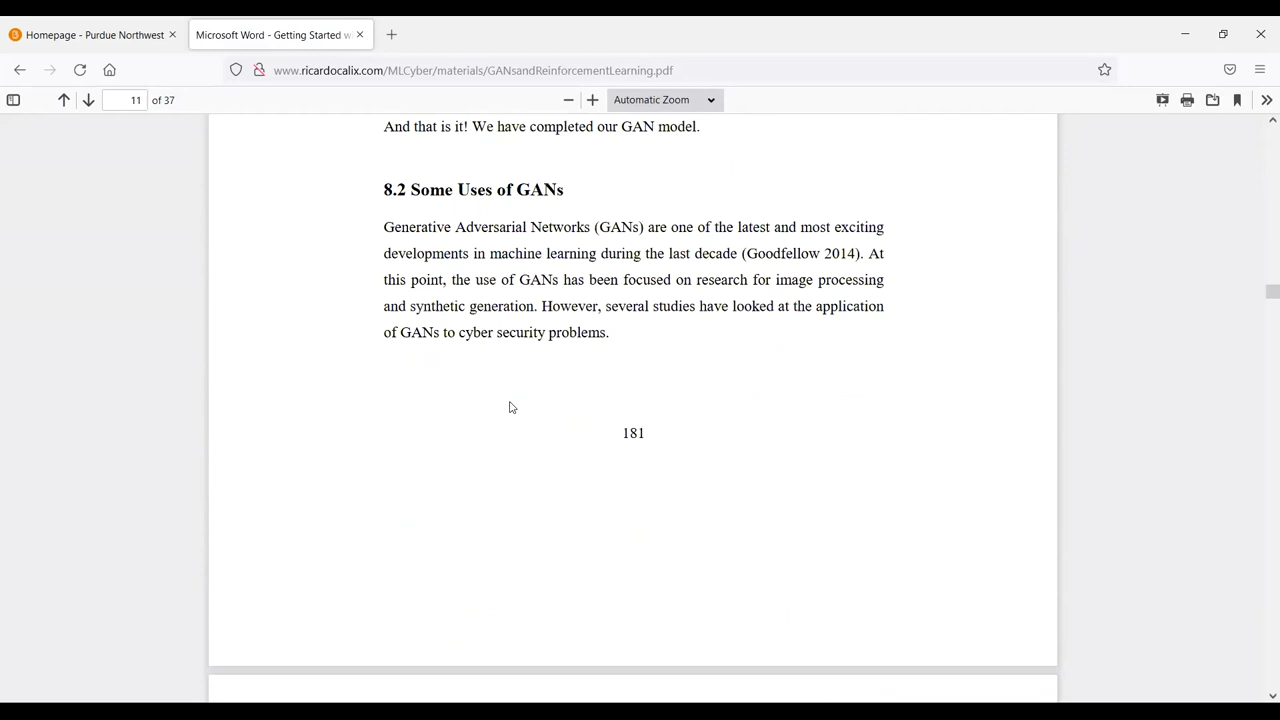 Homepage - Purdue Northwest
Microsoft Word - Getting Started w
www.ricardocalix.com/MLCyber/materials/GANsandReinforcementLearning.pdf
11 of 37
Automatic Zoom
And that is it! We have completed our GAN model.
8.2 Some Uses of GANs
Generative Adversarial Networks (GANs) are one of the latest and most exciting
developments in machine learning during the last decade (Goodfellow 2014). At
this point, the use of GANs has been focused on research for image processing
and synthetic generation. However, several studies have looked at the application
of GANs to cyber security problems.
181